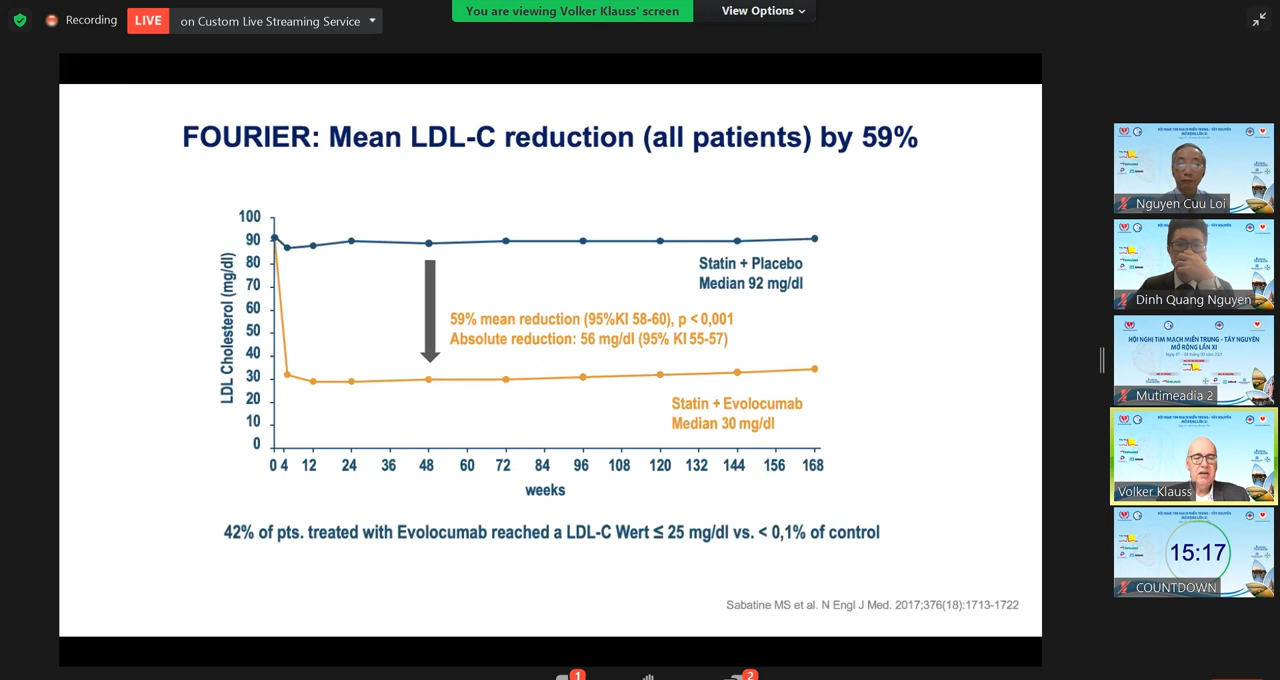 Recording
LIVE
on Custom Live Streaming Service
You are viewing Volker Klauss' screen
View Options
FOURIER: Mean LDL-C reduction (all patients) by 59%
LDL Cholesterol (mg/dl)
100
90
80
70
60
50
40
30
20
10
0
Statin + Placebo
Median 92 mg/dl
59% mean reduction (95%KI 58-60), p < 0,001
Absolute reduction: 56 mg/dl (95% KI 55-57)
Statin + Evolocumab
Median 30 mg/dl
0 4 12 24 36 48 60 72 84 96 108 120 132 144 156 168
weeks
42% of pts. treated with Evolocumab reached a LDL-C Wert ≤ 25 mg/dl vs. < 0,1% of control
Sabatine MS et al. N Engl J Med. 2017;376(18):1713-1722
Nguyen Cuu Loi
Dinh Quang Nguyen
HỘI NGHỊ TIM MẠCH MIỀN TRUNG - TÂY NGUYÊN
MỞ RỘNG LẦN XI
Mutimeadia 2
Volker Klauss
15:17
COUNTDOWN
1
2